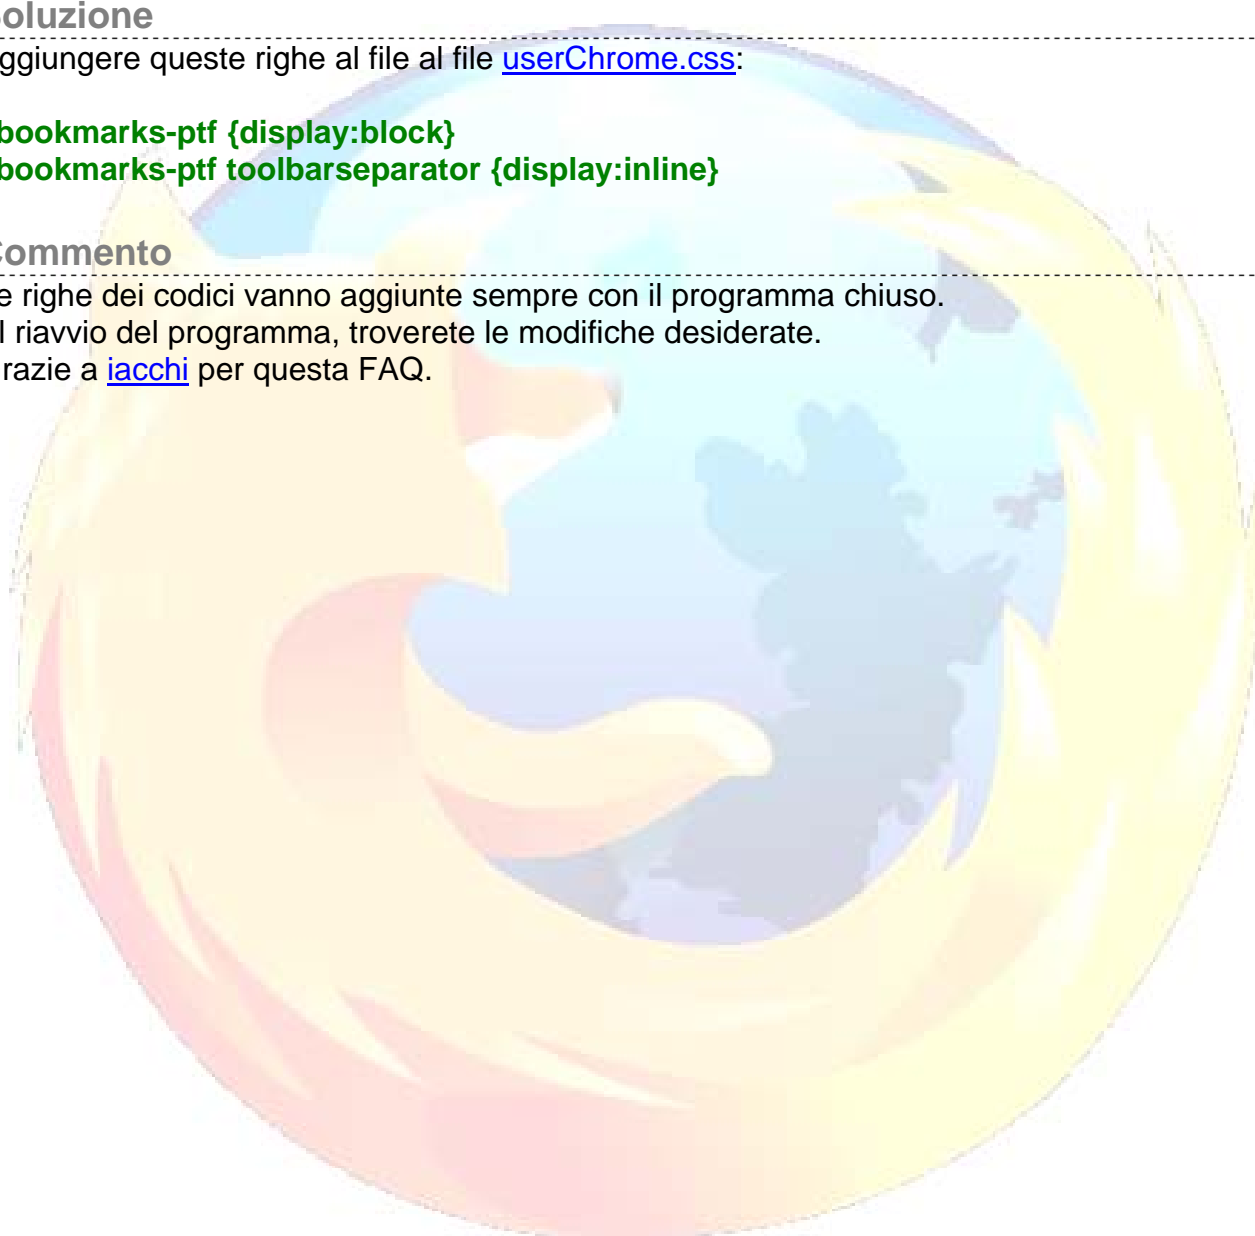 oluzione
ggiungere queste righe al file al file userChrome.css:
bookmarks-ptf {display:block}
bookmarks-ptf toolbarseparator {display:inline}
ommento
e righe dei codici vanno aggiunte sempre con il programma chiuso.
l riavvio del programma, troverete le modifiche desiderate.
razie a iacchi per questa FAQ.